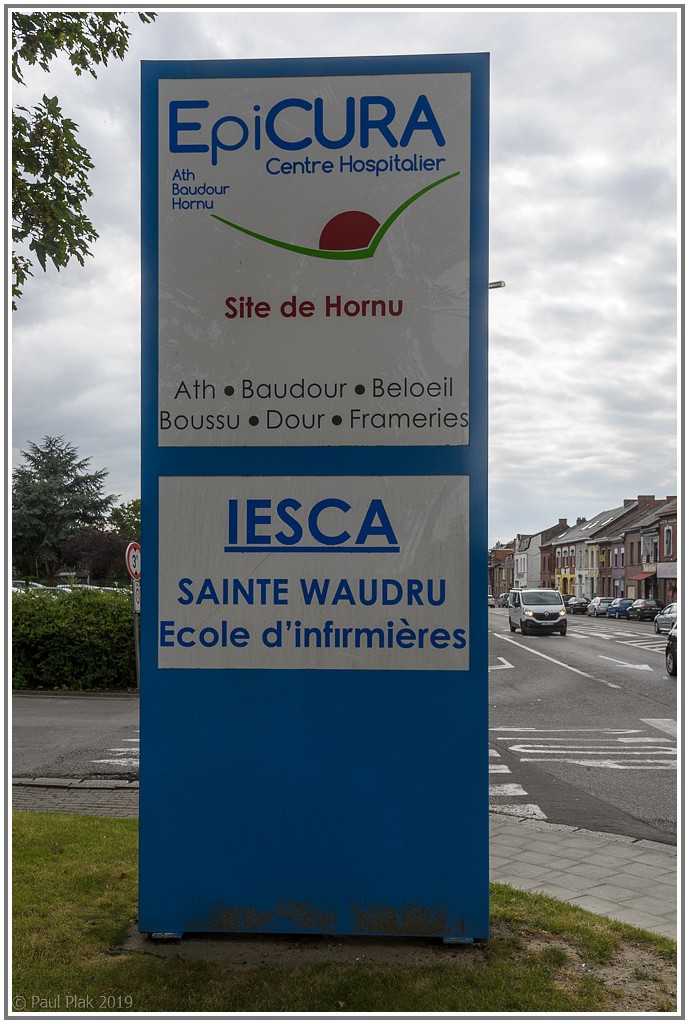 EpiCURA
Centre Hospitalier
Ath
Baudour
Hornu
Site de Hornu
Ath • Baudour • Beloeil
Boussu • Dour • Frameries
IESCA
SAINTE WAUDRU
Ecole d'infirmières
© Paul Plak 2019